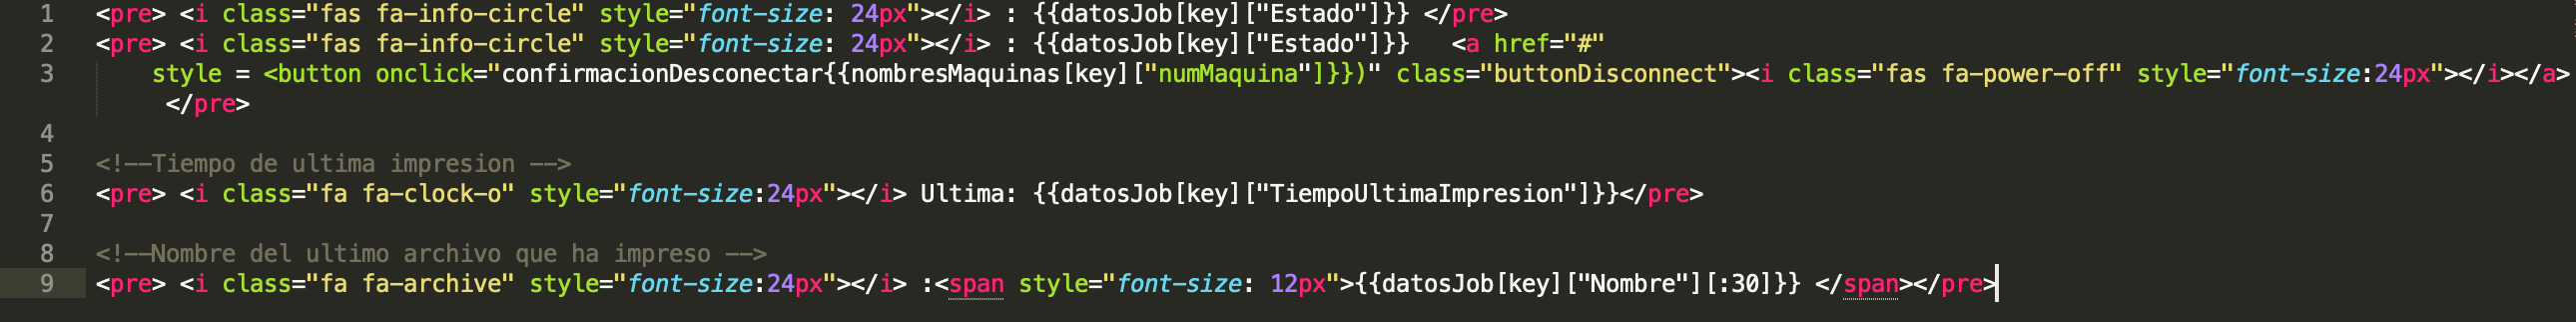 1 <pre> <i class="fas fa-info-circle" style="font-size: 24px"></i> : {{datosJob[key]["Estado"]}} </pre>
2 <pre> <i class="fas fa-info-circle" style="font-size: 24px"></i> : {{datosJob[key]["Estado"]}}   <a href="#"
3     style = <button onclick="confirmacionDesconectar{{nombresMaquinas[key]["numMaquina"]}})" class="buttonDisconnect"><i class="fas fa-power-off" style="font-size:24px"></i></a>
     </pre>
4
5 <!--Tiempo de ultima impresion -->
6 <pre> <i class="fa fa-clock-o" style="font-size:24px"></i> Ultima: {{datosJob[key]["TiempoUltimaImpresion"]}}</pre>
7
8 <!--Nombre del ultimo archivo que ha impreso -->
9 <pre> <i class="fa fa-archive" style="font-size:24px"></i> :<span style="font-size: 12px">{{datosJob[key]["Nombre"][:30]}} </span></pre>